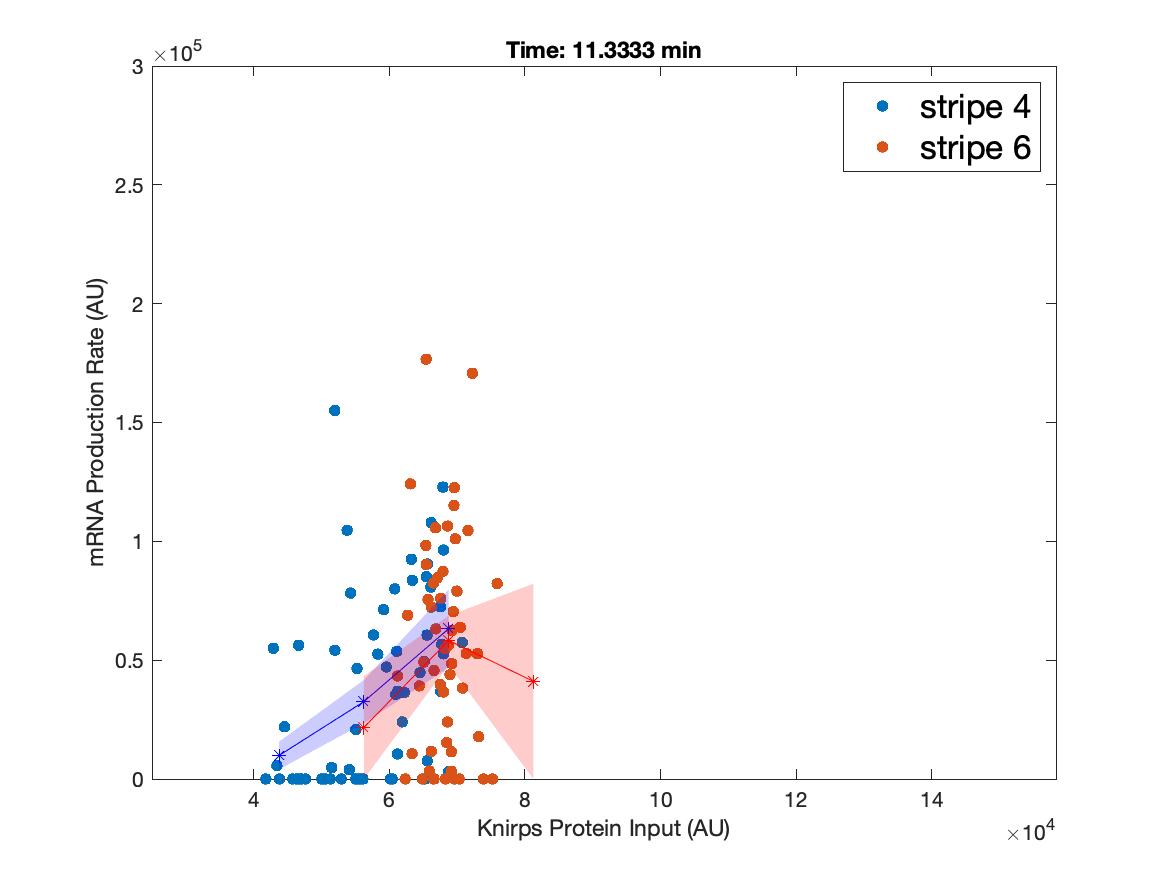 Time: 11.3333 min
×10^5
3
2.5
2
1.5
1
0.5
0
mRNA Production Rate (AU)
stripe 4
stripe 6
4 6 8 10 12 14
Knirps Protein Input (AU)
×10^4